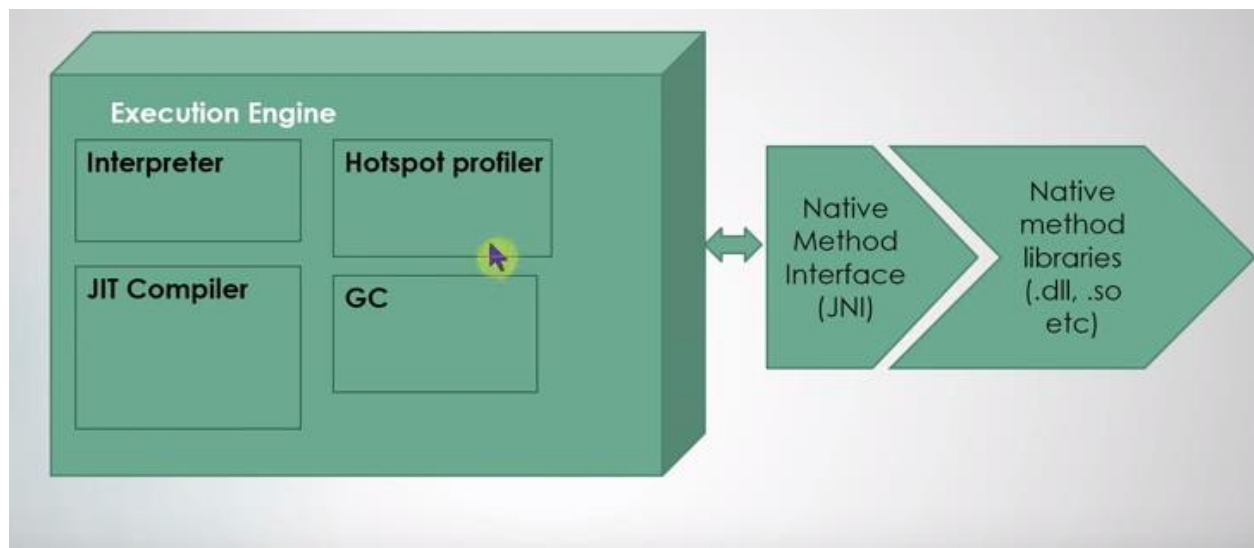 Execution Engine
Interpreter
Hotspot profiler
JIT Compiler
GC
Native
Method
Interface
(JNI)
Native
method
libraries
(.dll, .so
etc)